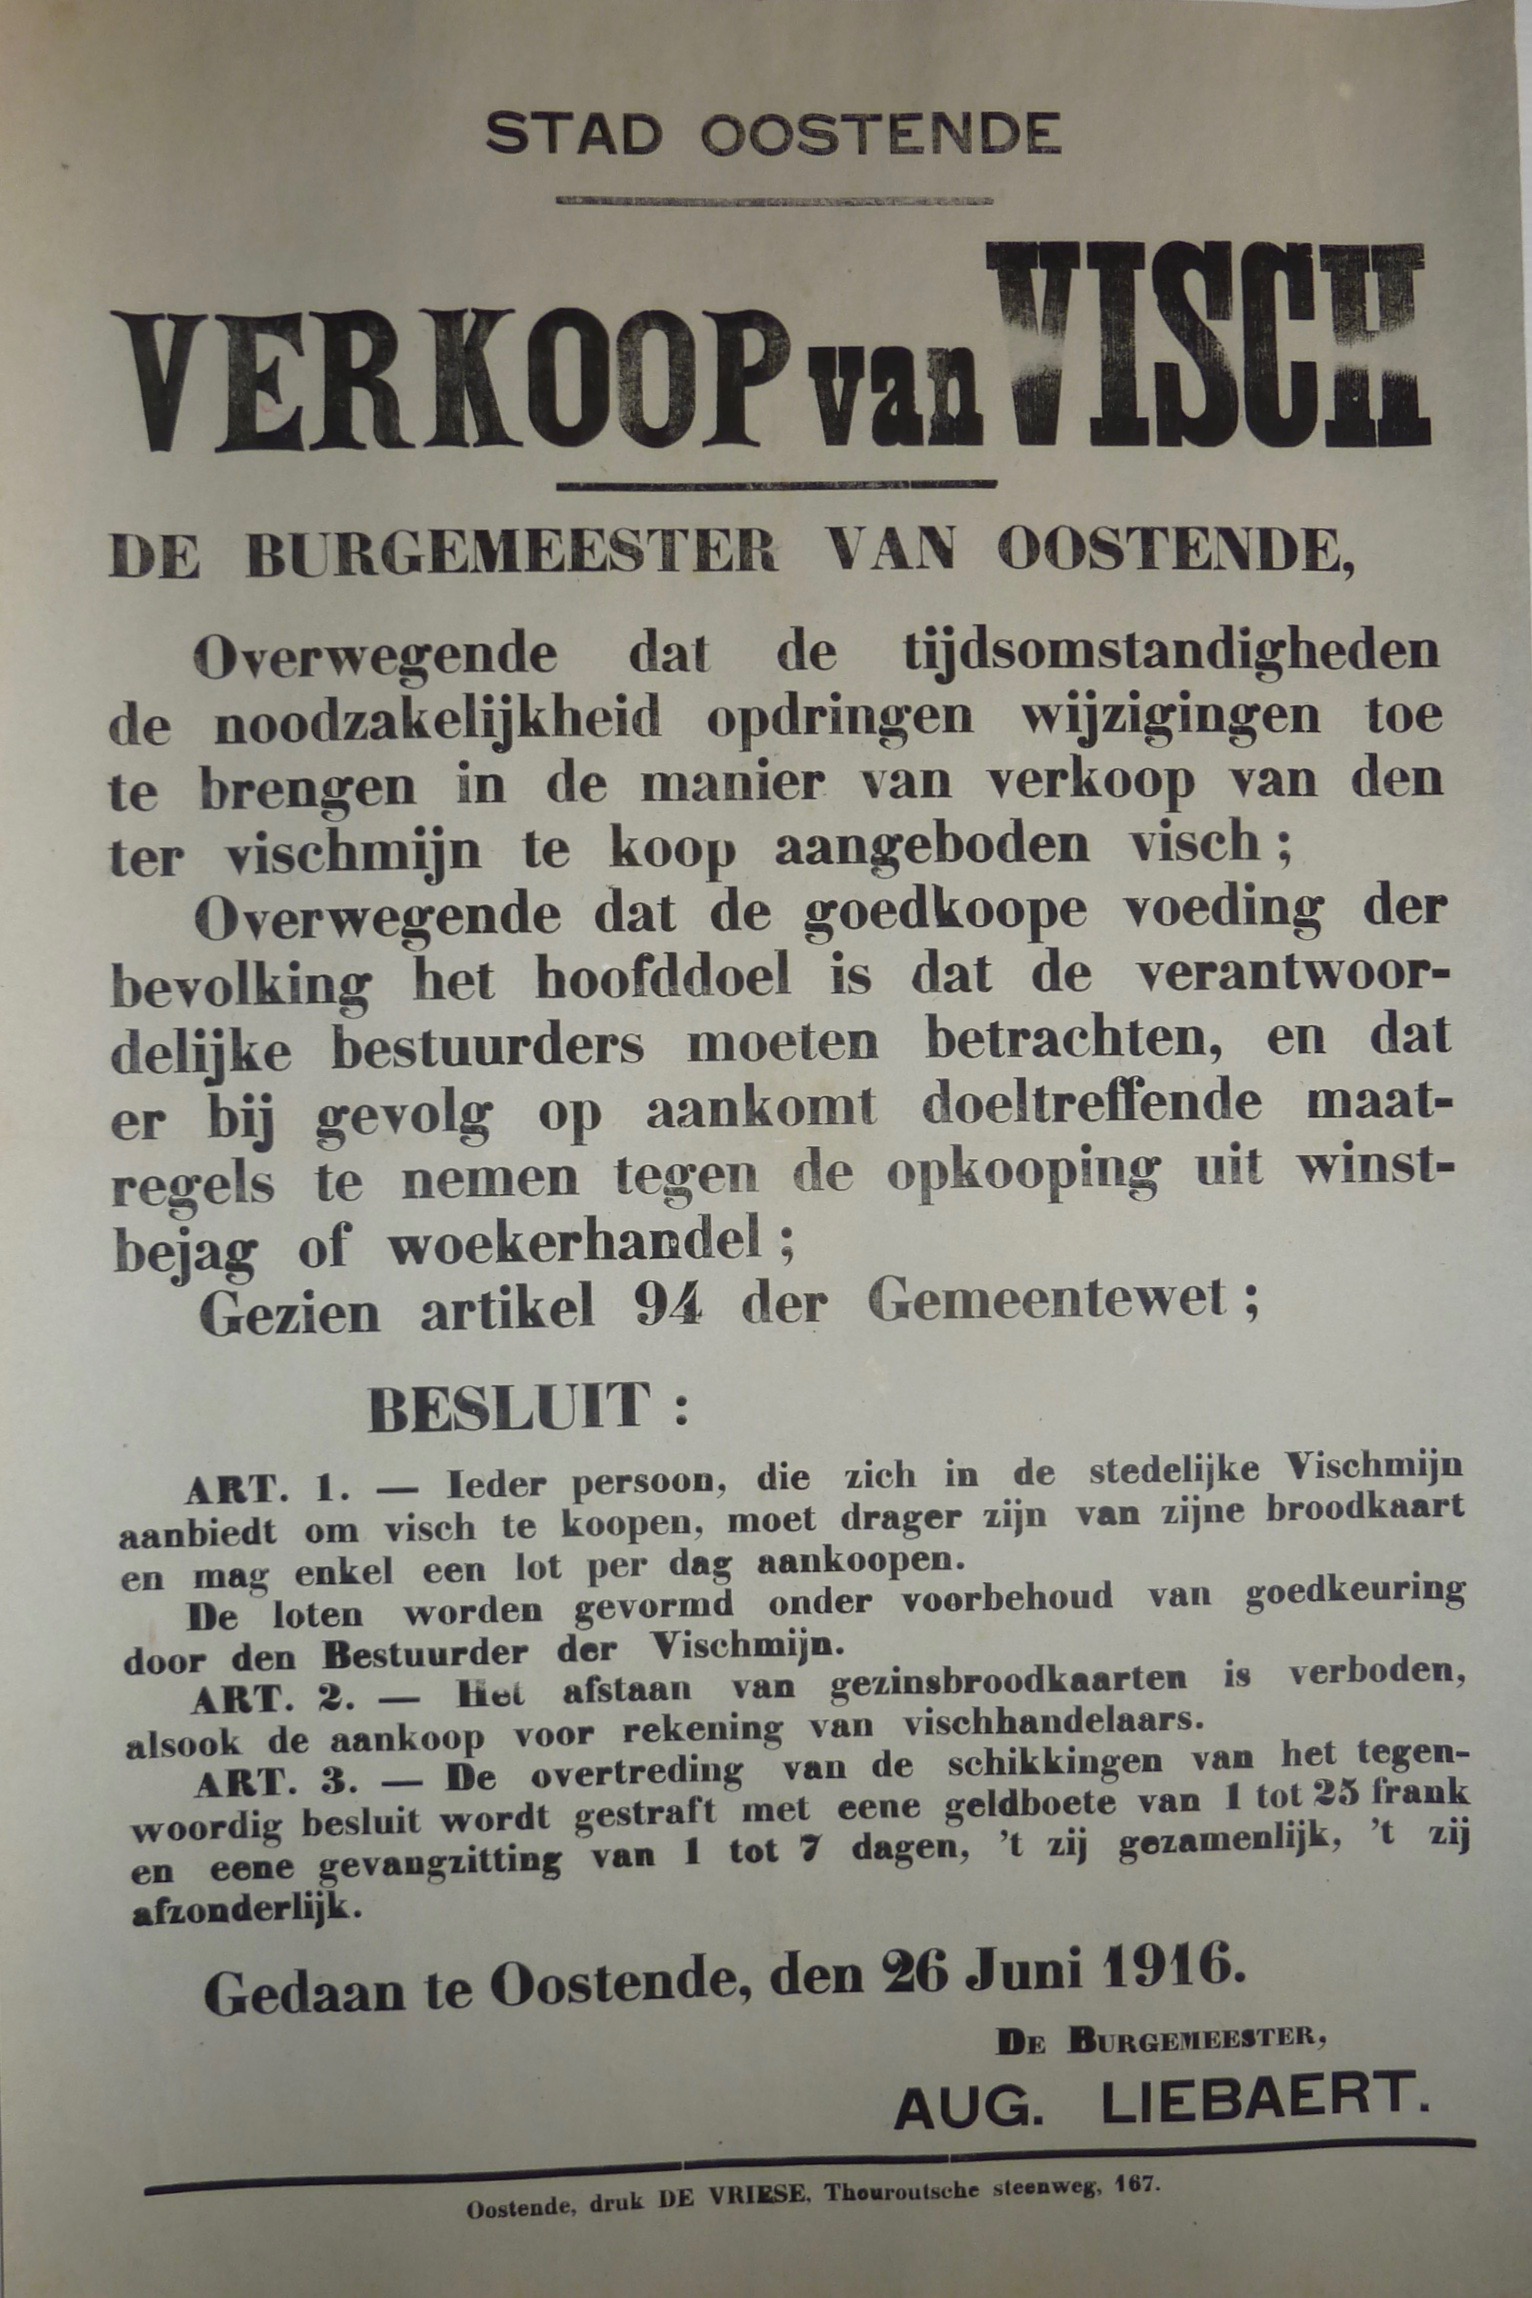 STAD OOSTENDE
VERKOOP van VISCH
DE BURGEMEESTER VAN OOSTENDE,
Overwegende dat de tijdsomstandigheden
de noodzakelijkheid opdringen wijzigingen toe
te brengen in de manier van verkoop van den
ter vischmijn te koop aangeboden visch ;
Overwegende dat de goedkoope voeding der
bevolking het hoofddoel is dat de verantwoor-
delijke bestuurders moeten betrachten, en dat
er bij gevolg op aankomt doeltreffende maat-
regels te nemen tegen de opkooping uit winst-
bejag of woekerhandel ;
Gezien artikel 94 der Gemeentewet ;
BESLUIT :
ART. 1. — Ieder persoon, die zich in de stedelijke Vischmijn
aanbiedt om visch te koopen, moet drager zijn van zijne broodkaart
en mag enkel een lot per dag aankoopen.
De loten worden gevormd onder voorbehoud van goedkeuring
door den Bestuurder der Vischmijn.
ART. 2. — Het afstaan van gezinsbroodkaarten is verboden,
alsook de aankoop voor rekening van vischhandelaars.
ART. 3. — De overtreding van de schikkingen van het tegen-
woordig besluit wordt gestraft met eene geldboete van 1 tot 25 frank
en eene gevangzitting van 1 tot 7 dagen, 't zij gezamenlijk, 't zij
afzonderlijk.
Gedaan te Oostende, den 26 Juni 1916.
DE BURGEMEESTER,
AUG. LIEBAERT.
Oostende, druk DE VRIESE, Thouroutsche steenweg, 167.